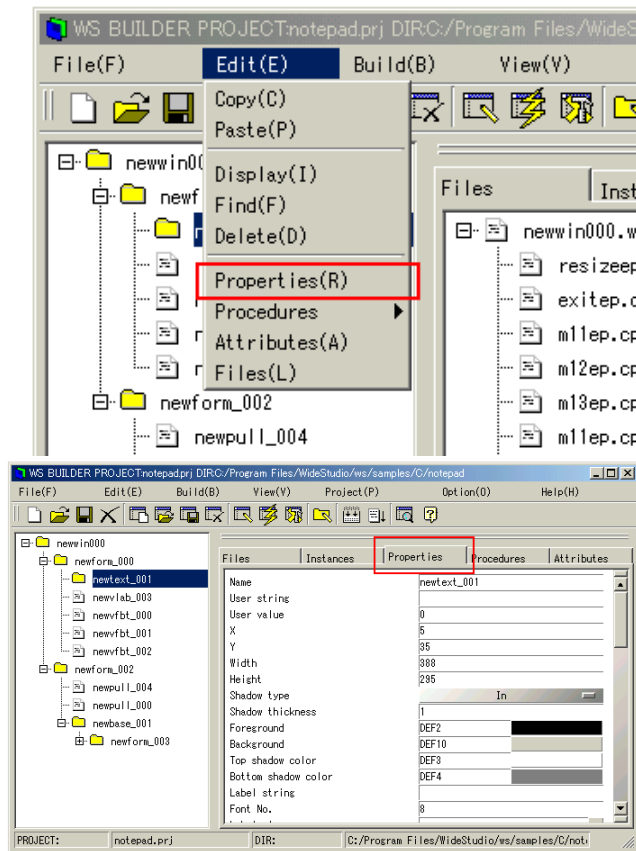 WS BUILDER PROJECT:notepad.prj DIR:C:/Program Files/WideS
File(F) Edit(E) Build(B) View(V)
Copy(C)
Paste(P)
Display(I)
Find(F)
Delete(D)
Properties(R)
Procedures
Attributes(A)
Files(L)
newwin00
newf
newform_002
newpull_004
Files Inst
newwin000.w
resizeep
exitep.c
m11ep.cp
m12ep.cp
m13ep.cp
m11ep.cp
WS BUILDER PROJECT:notepad.prj DIR:C:/Program Files/WideStudio/ws/samples/C/notepad
File(F) Edit(E) Build(B) View(V) Project(P) Option(O) Help(H)
newwin000
newform_000
newtext_001
newvlab_003
newvfbt_000
newvfbt_001
newvfbt_002
newform_002
newpull_004
newpull_000
newbase_001
newform_003
Files Instances Properties Procedures Attributes
Name newtext_001
User string
User value 0
X 5
Y 35
Width 388
Height 295
Shadow type In
Shadow thickness 1
Foreground DEF2
Background DEF10
Top shadow color DEF3
Bottom shadow color DEF4
Label string
Font No. 8
PROJECT: notepad.prj DIR: C:/Program Files/WideStudio/ws/samples/C/note